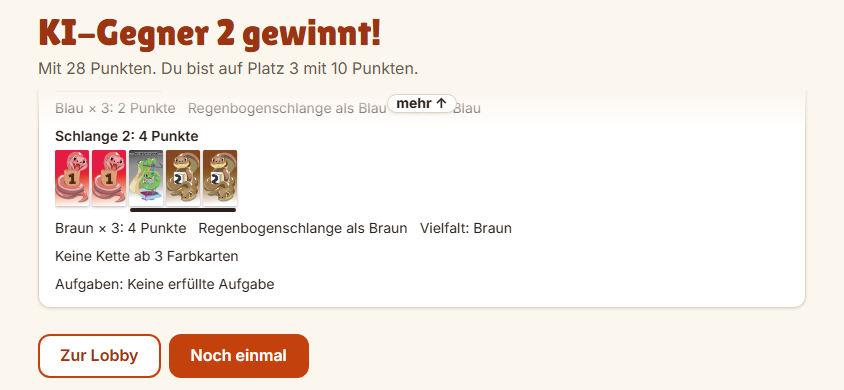 KI-Gegner 2 gewinnt!
Mit 28 Punkten. Du bist auf Platz 3 mit 10 Punkten.
Blau × 3: 2 Punkte Regenbogenschlange als Blau mehr ↑ Blau
Schlange 2: 4 Punkte
1 1 2 2
Braun × 3: 4 Punkte Regenbogenschlange als Braun Vielfalt: Braun
Keine Kette ab 3 Farbkarten
Aufgaben: Keine erfüllte Aufgabe
Zur Lobby Noch einmal